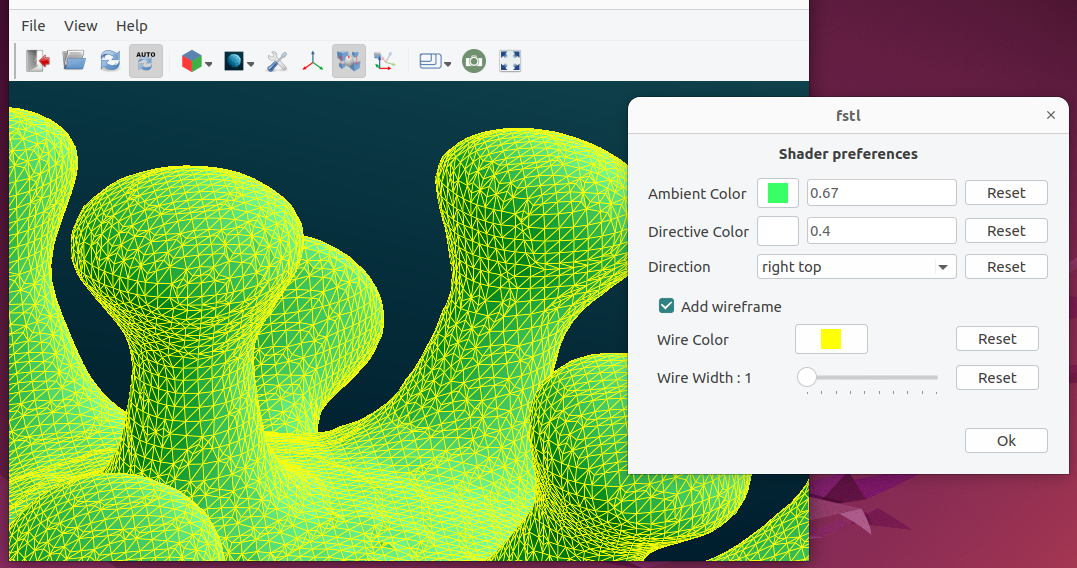 File View Help
AUTO
fstl
Shader preferences
Ambient Color 0.67 Reset
Directive Color 0.4 Reset
Direction right top Reset
Add wireframe
Wire Color Reset
Wire Width : 1 Reset
Ok